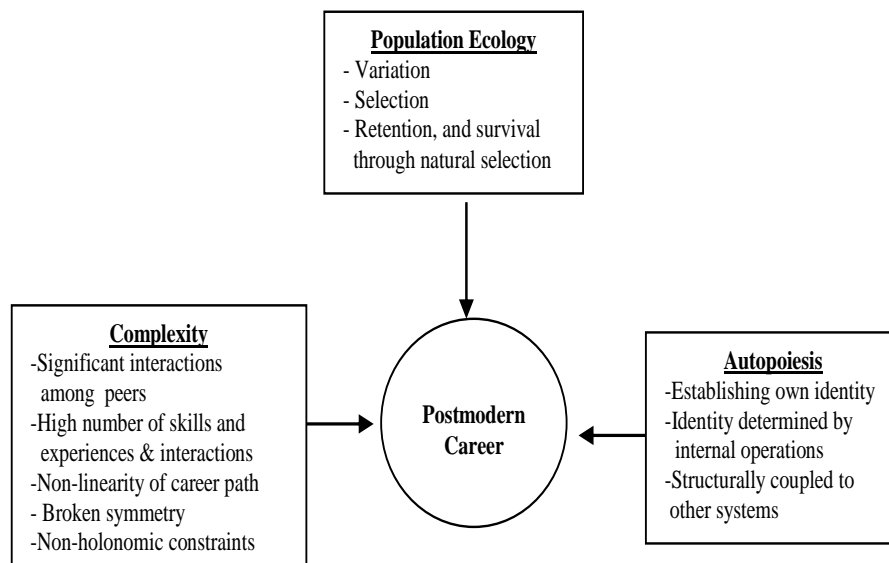 Population Ecology
- Variation
- Selection
- Retention, and survival
through natural selection
Complexity
-Significant interactions
among peers
-High number of skills and
experiences & interactions
-Non-linearity of career path
- Broken symmetry
-Non-holonomic constraints
Postmodern
Career
Autopoiesis
-Establishing own identity
-Identity determined by
internal operations
-Structurally coupled to
other systems